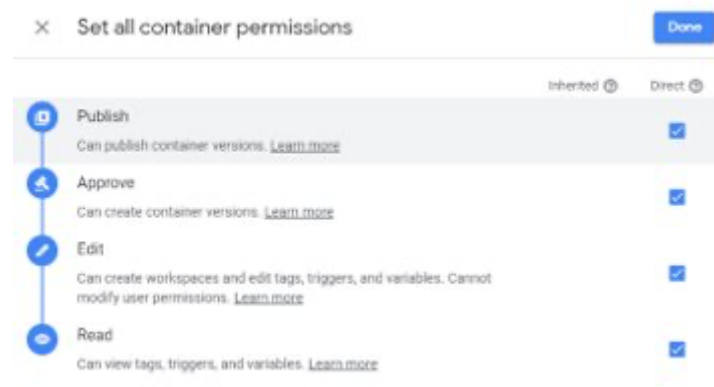 Set all container permissions
Done
Inherited
Direct
Publish
Can publish container versions. Learn more
Approve
Can create container versions. Learn more
Edit
Can create workspaces and edit tags, triggers, and variables. Cannot
modify user permissions. Learn more
Read
Can view tags, triggers, and variables. Learn more